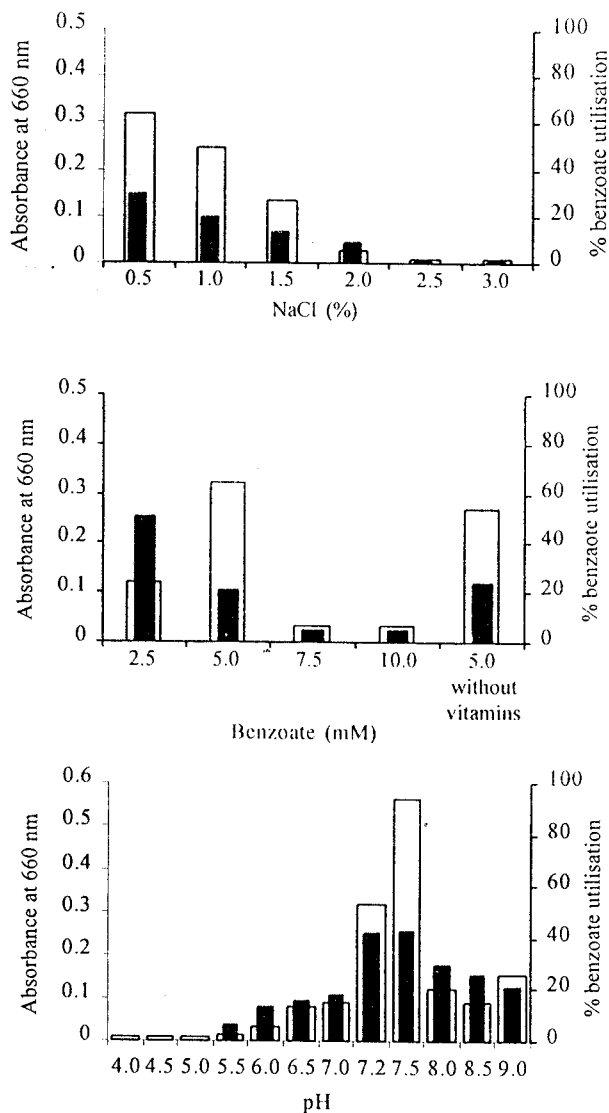 Absorbance at 660 nm
0.5
0.4
0.3
0.2
0.1
0
100
80
60
40
20
0
% benzoate utilisation
0.5 1.0 1.5 2.0 2.5 3.0
NaCl (%)
Absorbance at 660 nm
0.5
0.4
0.3
0.2
0.1
0
100
80
60
40
20
0
% benzaote utilisation
2.5 5.0 7.5 10.0 5.0
without
vitamins
Benzoate (mM)
Absorbance at 660 nm
0.6
0.5
0.4
0.3
0.2
0.1
0
100
80
60
40
20
0
% benzoate utilisation
4.0 4.5 5.0 5.5 6.0 6.5 7.0 7.2 7.5 8.0 8.5 9.0
pH